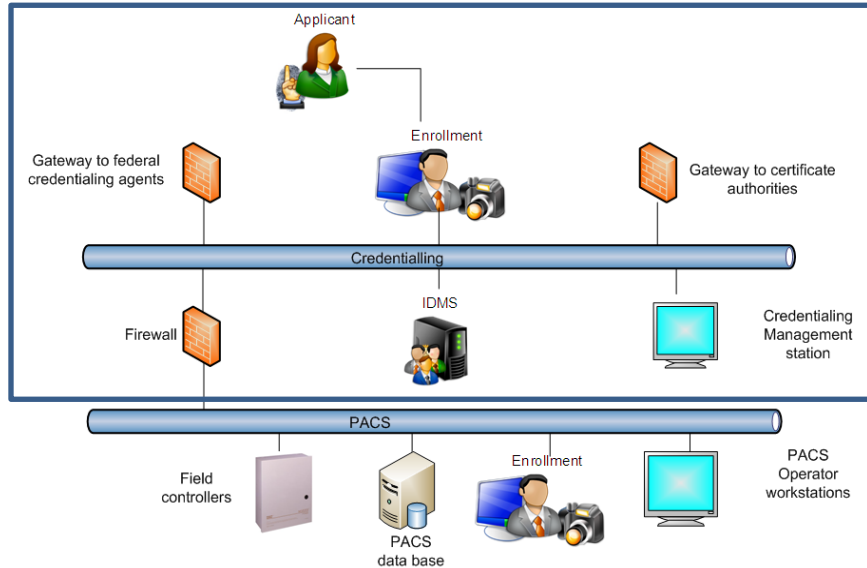 Applicant
Enrollment
Gateway to federal
credentialing agents
Gateway to certificate
authorities
Credentialling
IDMS
Firewall
Credentialing
Management
station
PACS
Field
controllers
PACS
data base
Enrollment
PACS
Operator
workstations